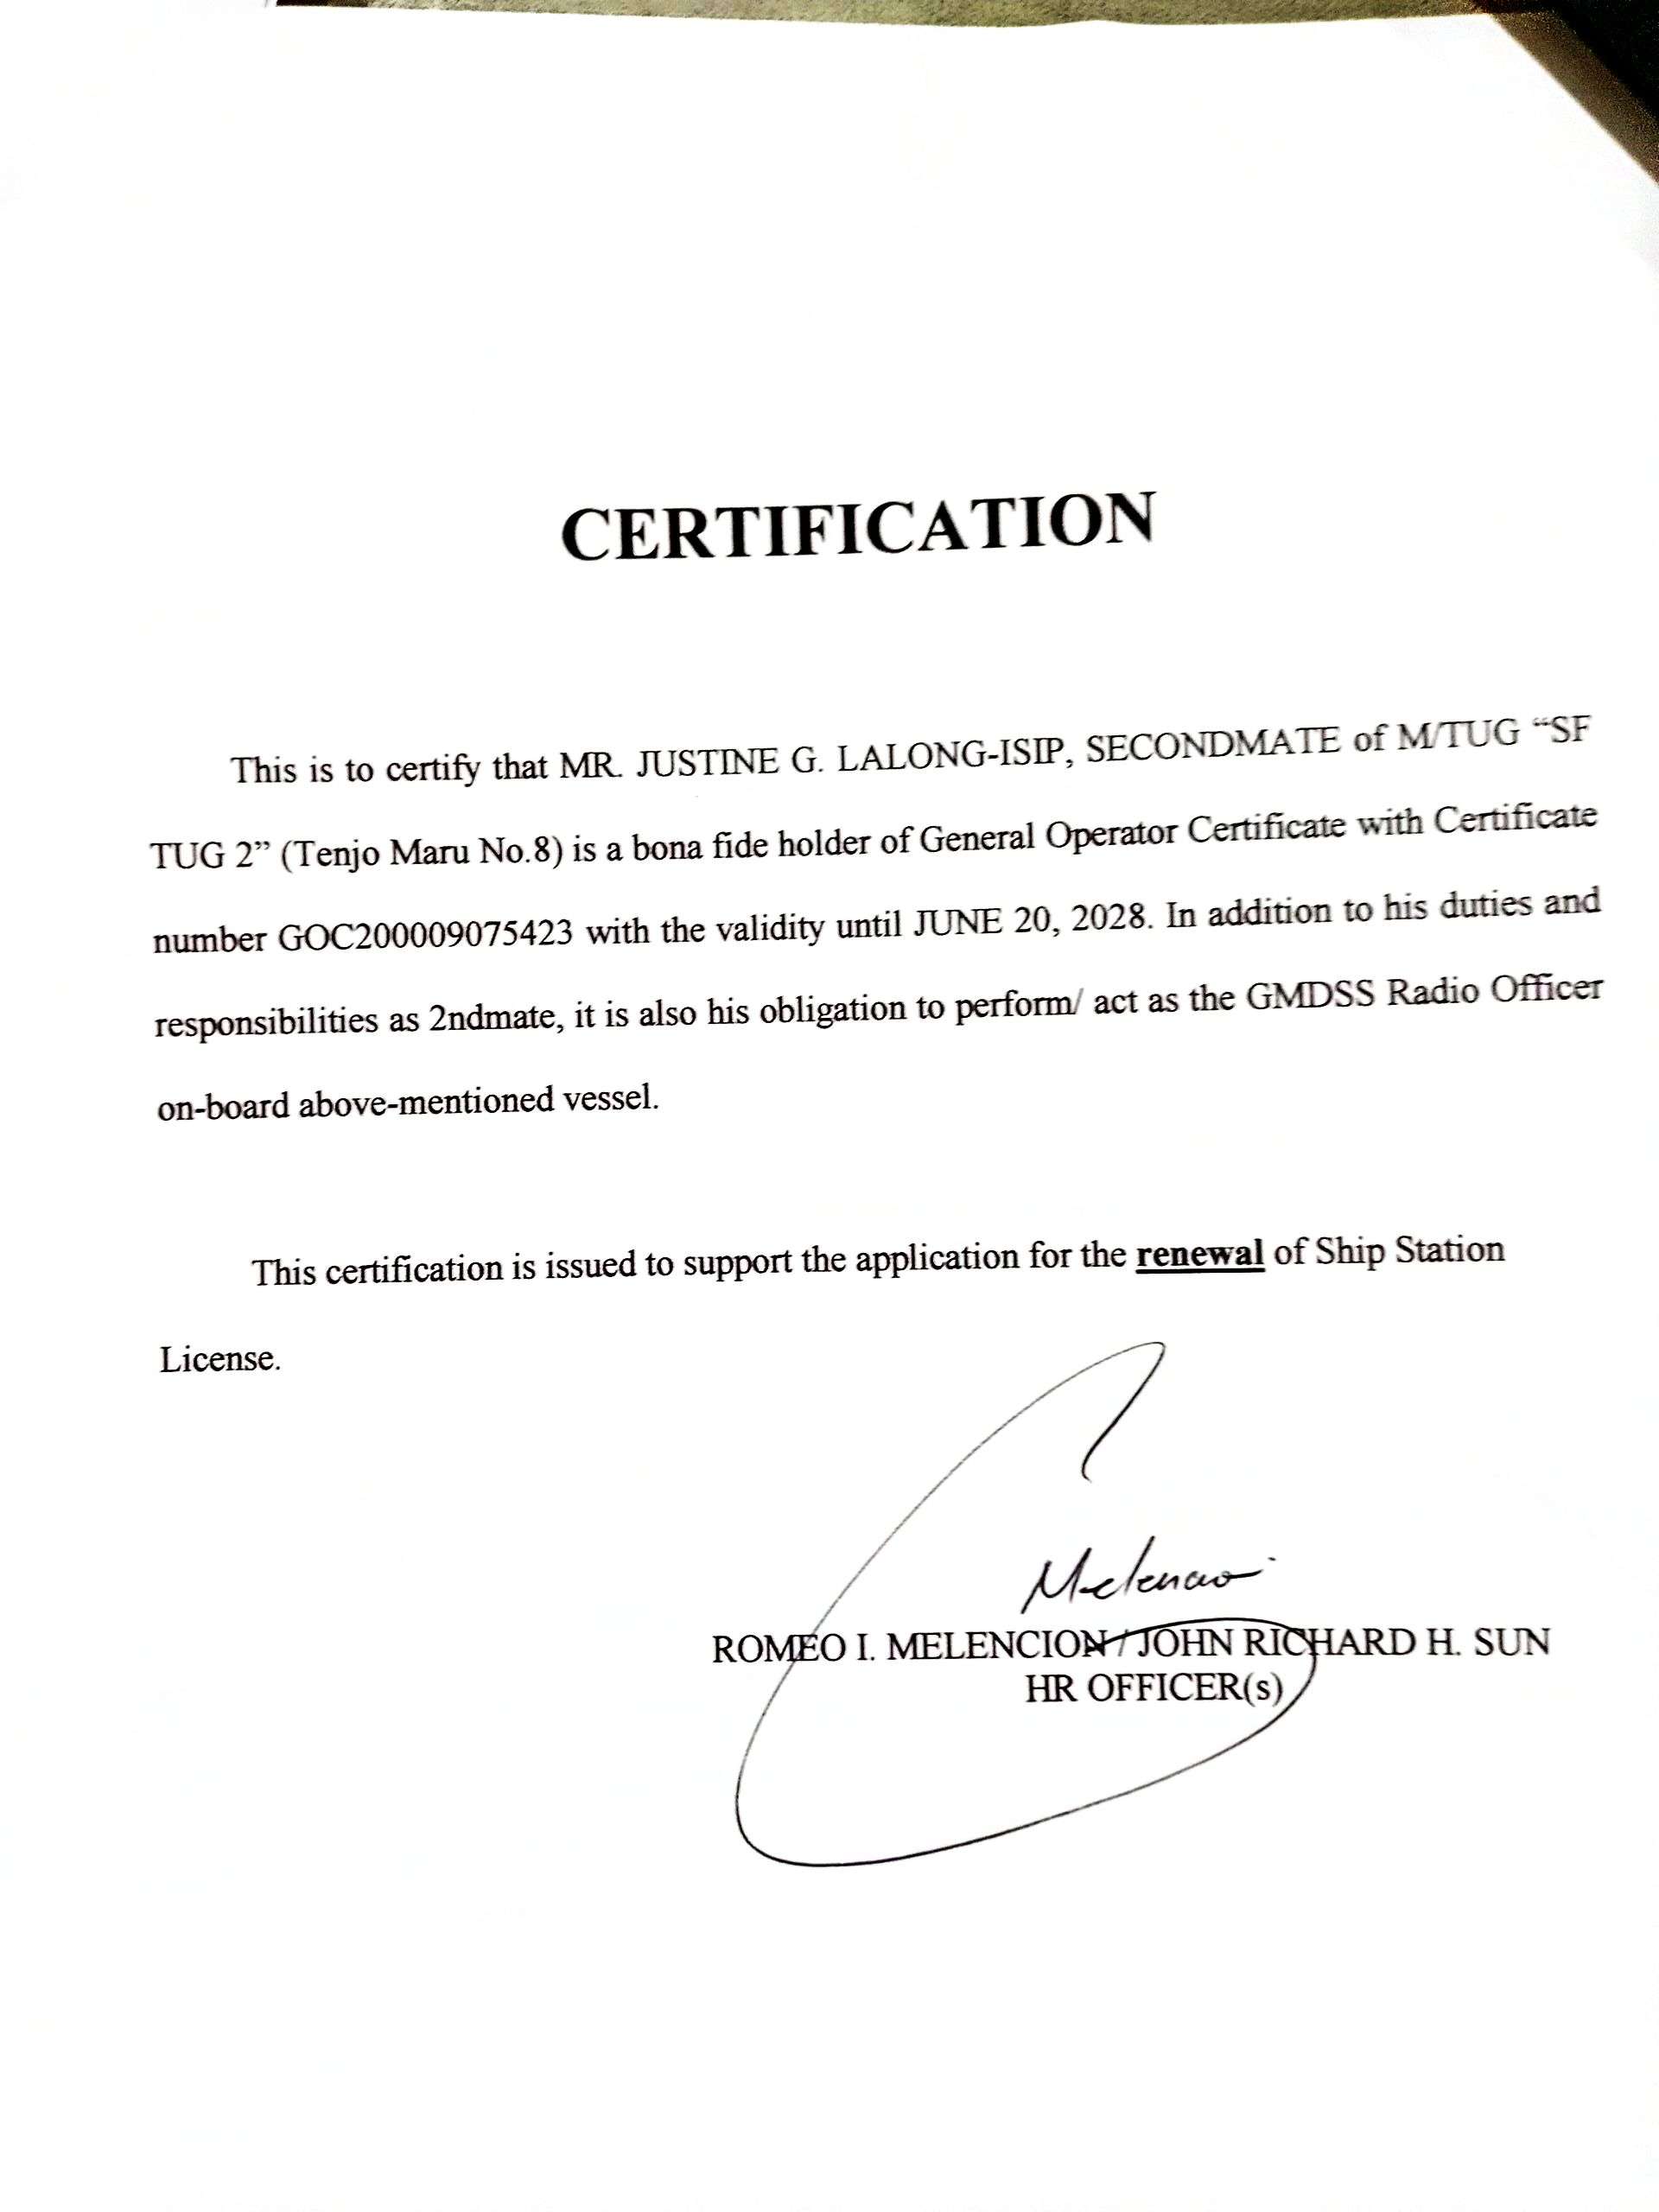 CERTIFICATION
This is to certify that MR. JUSTINE G. LALONG-ISIP, SECONDMATE of M/TUG “SF
TUG 2” (Tenjo Maru No.8) is a bona fide holder of General Operator Certificate with Certificate
number GOC200009075423 with the validity until JUNE 20, 2028. In addition to his duties and
responsibilities as 2ndmate, it is also his obligation to perform/ act as the GMDSS Radio Officer
on-board above-mentioned vessel.
This certification is issued to support the application for the renewal of Ship Station
License.
Melencio
ROMEO I. MELENCION / JOHN RICHARD H. SUN
HR OFFICER(s)